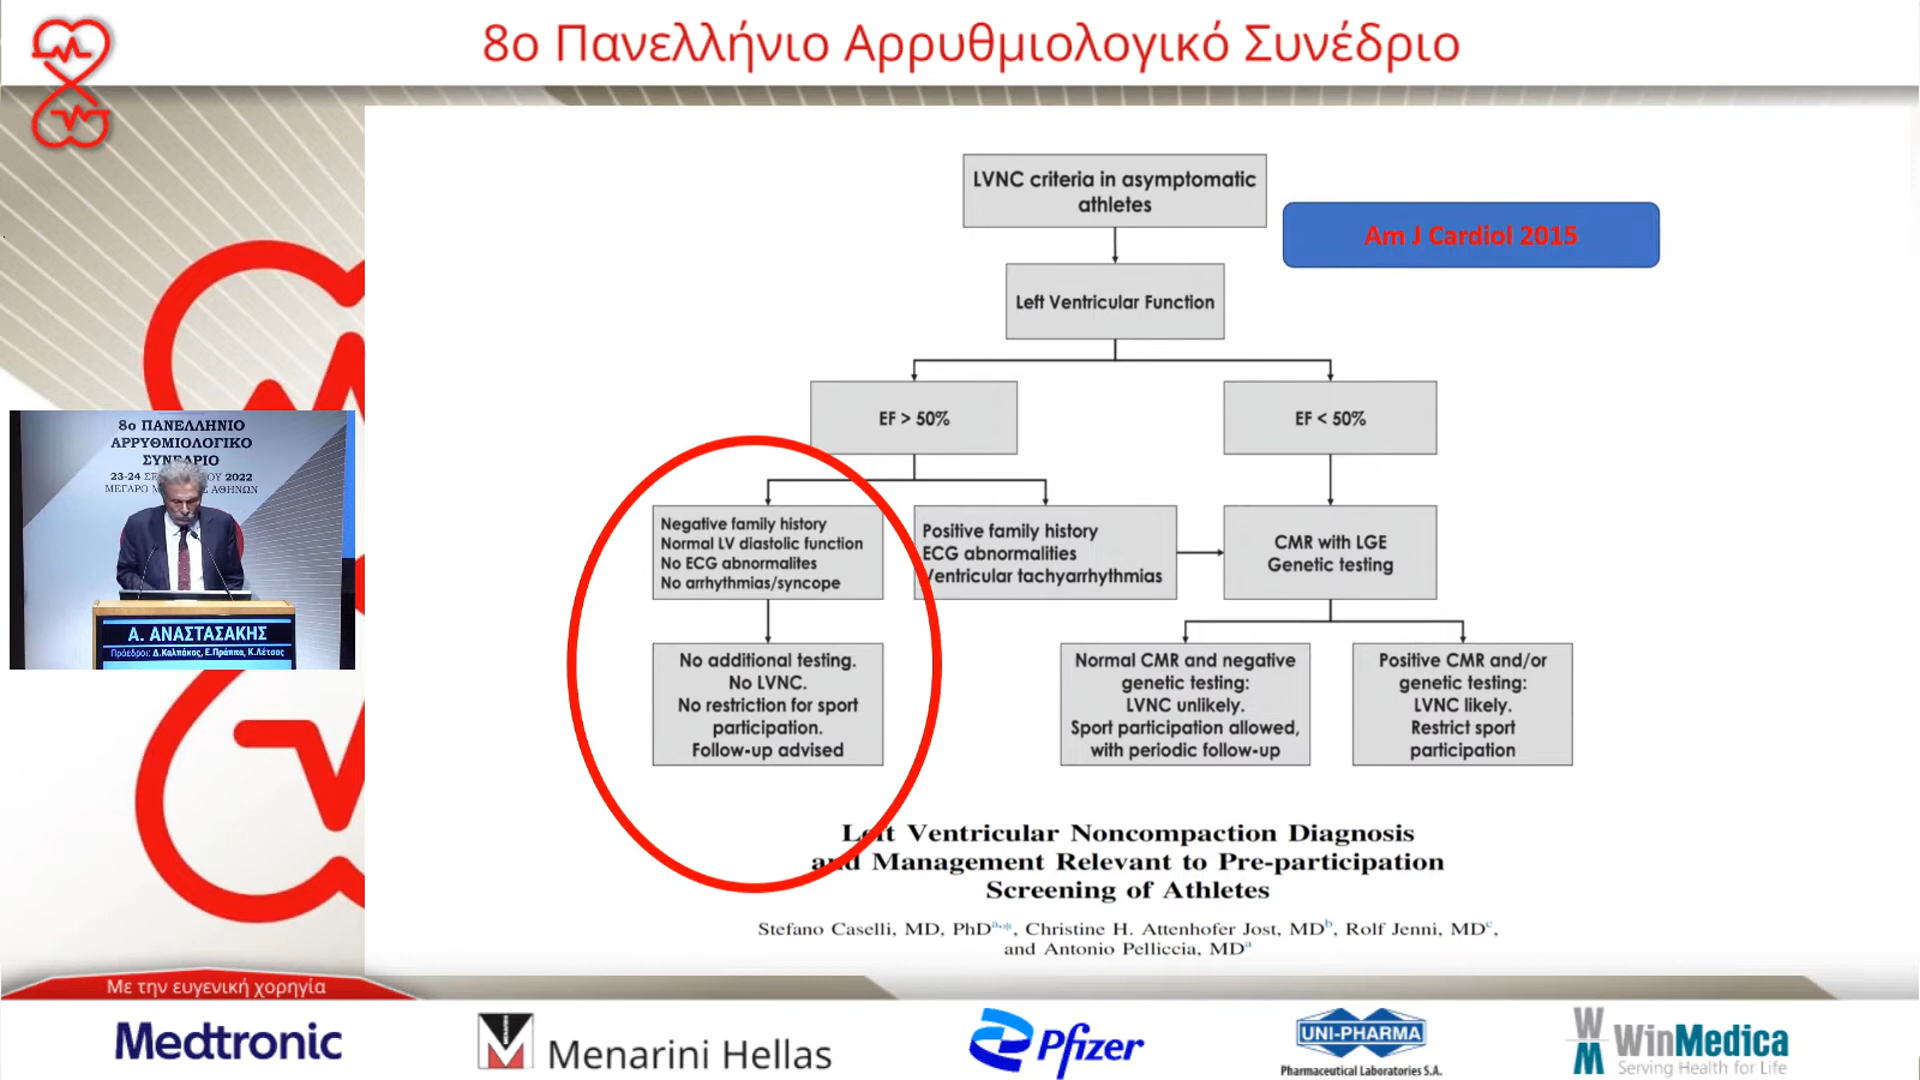 8ο Πανελλήνιο Αρρυθμιολογικό Συνέδριο
LVNC criteria in asymptomatic
athletes
Am J Cardiol 2015
Left Ventricular Function
EF > 50%
EF < 50%
Negative family history
Normal LV diastolic function
No ECG abnormalites
No arrhythmias/syncope
Positive family history
ECG abnormalities
Ventricular tachyarrhythmias
CMR with LGE
Genetic testing
No additional testing.
No LVNC.
No restriction for sport
participation.
Follow-up advised
Normal CMR and negative
genetic testing:
LVNC unlikely.
Sport participation allowed,
with periodic follow-up
Positive CMR and/or
genetic testing:
LVNC likely.
Restrict sport
participation
Left Ventricular Noncompaction Diagnosis
and Management Relevant to Pre-participation
Screening of Athletes
Stefano Caselli, MD, PhDa,*, Christine H. Attenhofer Jost, MDb, Rolf Jenni, MDc,
and Antonio Pelliccia, MDa
8ο ΠΑΝΕΛΛΗΝΙΟ
ΑΡΡΥΘΜΙΟΛΟΓΙΚΟ
ΣΥΝΕΔΡΙΟ
23-24 2022
ΜΕΓΑΡΟ ΑΘΗΝΩΝ
Α. ΑΝΑΣΤΑΣΑΚΗΣ
Πρόεδροι: Δ.Καλπάκος, Ε.Πράππα, Κ.Λέτσας
Με την ευγενική χορηγία
Medtronic
Menarini Hellas
Pfizer
UNI-PHARMA
Pharmaceutical Laboratories S.A.
WM WinMedica
Serving Health for Life